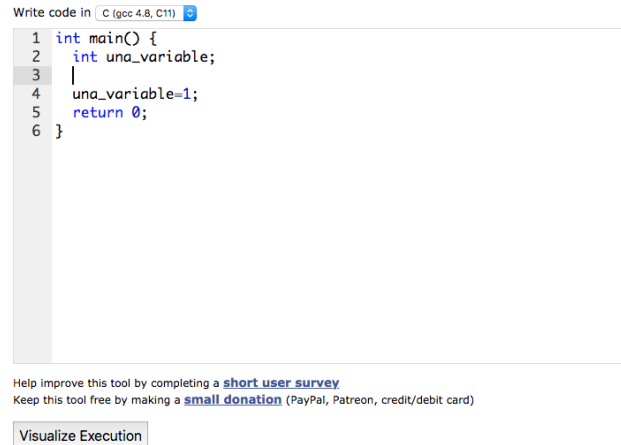 Write code in C (gcc 4.8, C11)
1 int main() {
2 int una_variable;
3
4 una_variable=1;
5 return 0;
6 }
Help improve this tool by completing a short user survey
Keep this tool free by making a small donation (PayPal, Patreon, credit/debit card)
Visualize Execution